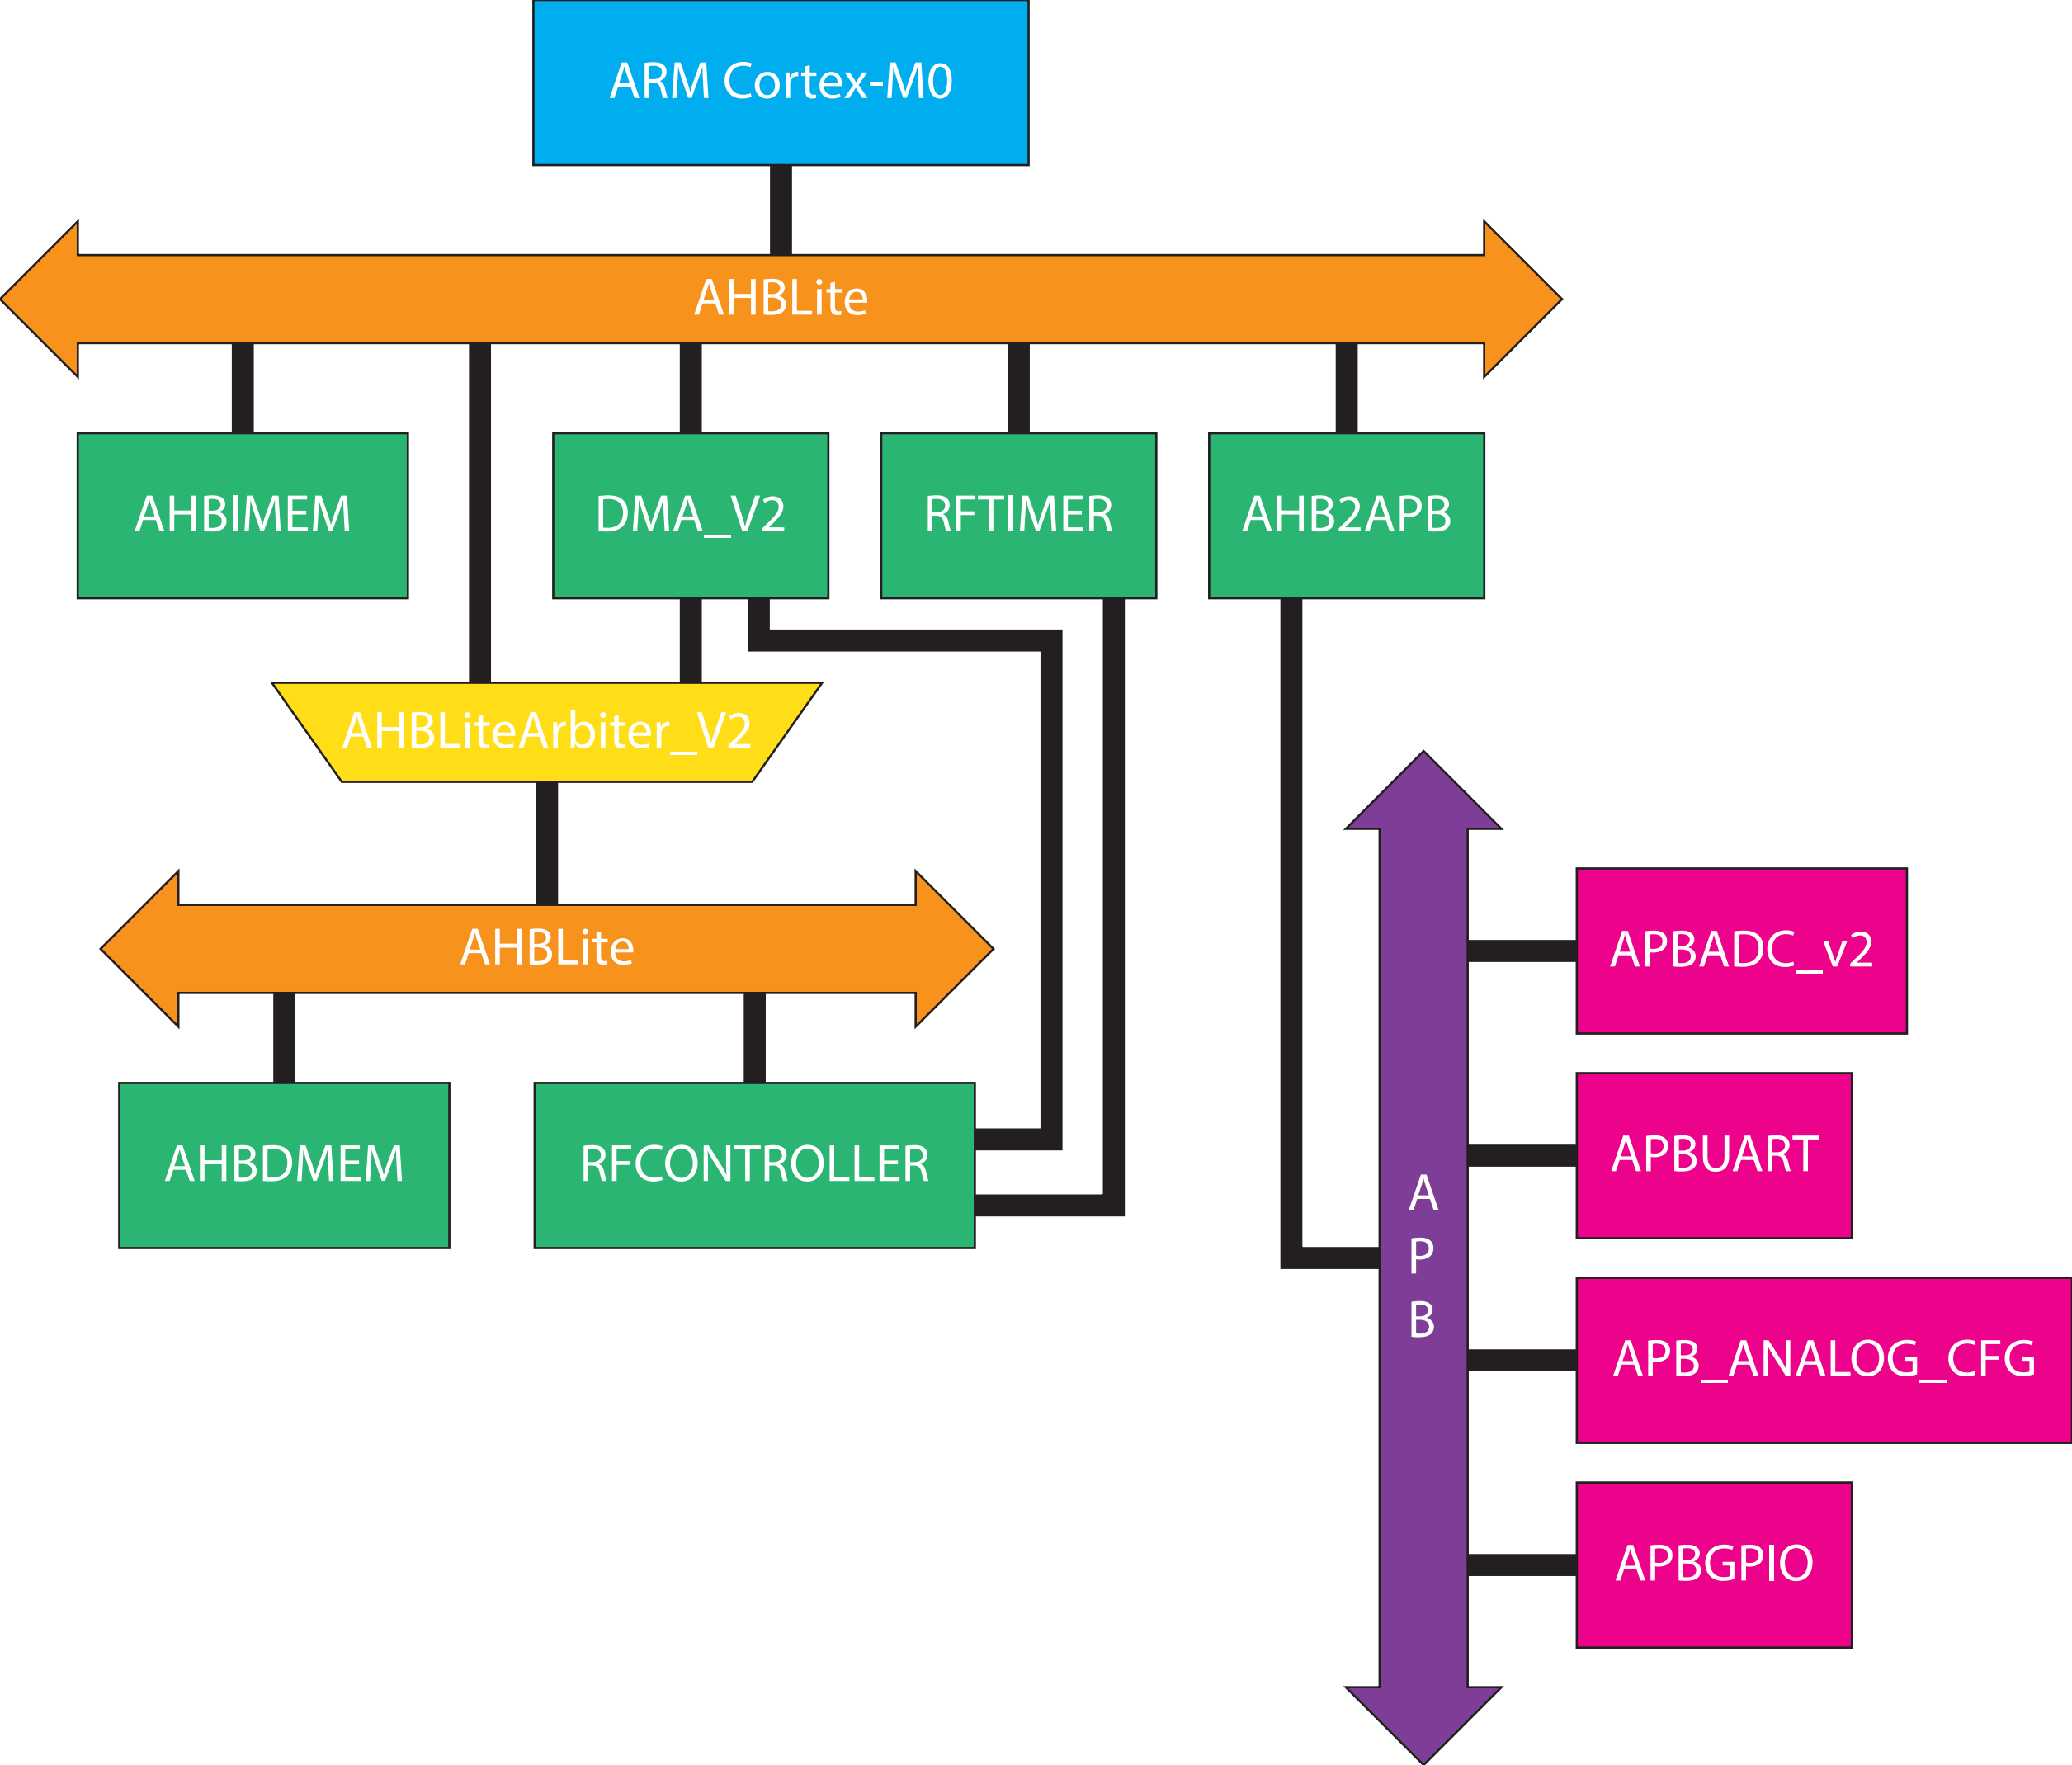 ARM Cortex-M0
AHBLite
AHBIMEM
DMA_V2
RFTIMER
AHB2APB
AHBLiteArbiter_V2
AHBLite
APBADC_v2
AHBDMEM
RFCONTROLLER
APBUART
A
P
B
APB_ANALOG_CFG
APBGPIO